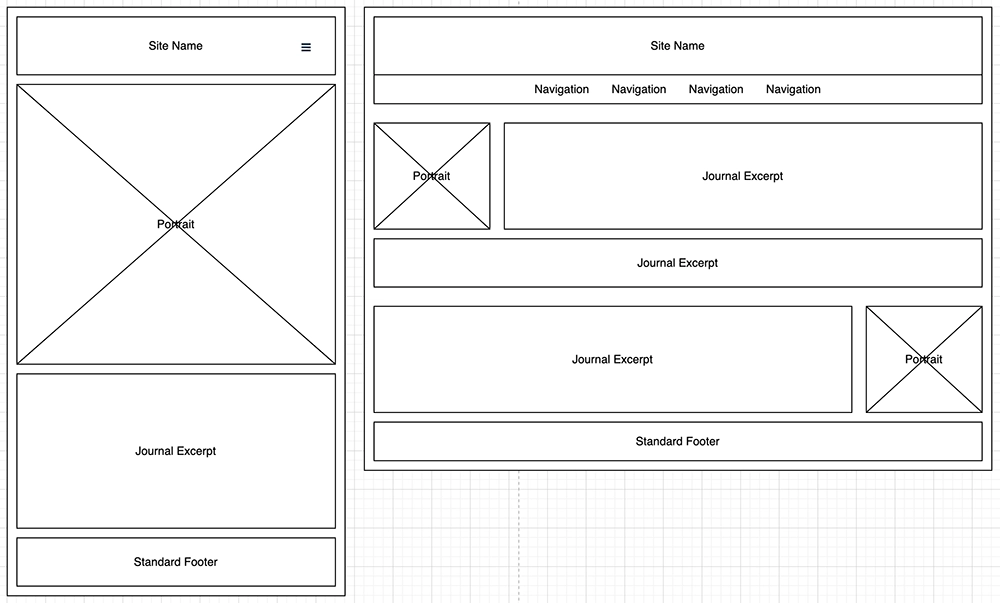 Site Name
Portrait
Journal Excerpt
Standard Footer
Site Name
Navigation Navigation Navigation Navigation
Portrait
Journal Excerpt
Journal Excerpt
Journal Excerpt
Portrait
Standard Footer